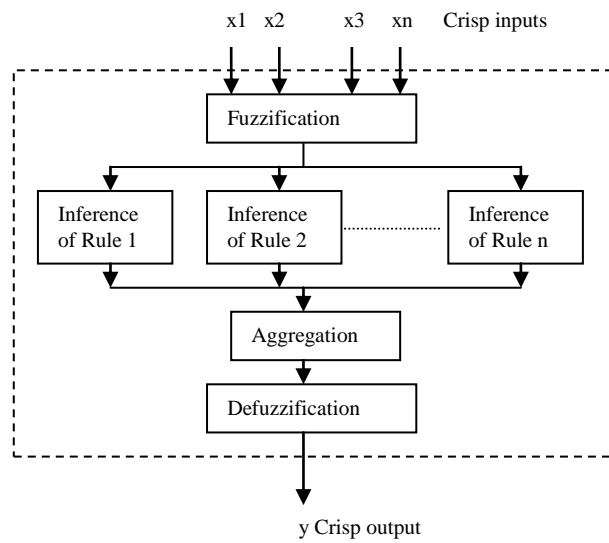 x1 x2 x3 xn Crisp inputs
Fuzzification
Inference of Rule 1
Inference of Rule 2
Inference of Rule n
Aggregation
Defuzzification
y Crisp output